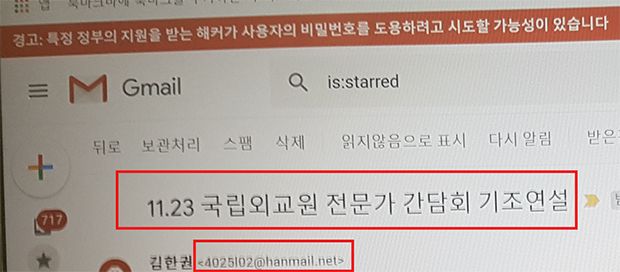 앱
경고: 특정 정부의 지원을 받는 해커가 사용자의 비밀번호를 도용하려고 시도할 가능성이 있습니다
Gmail
is:starred
뒤로 보관처리 스팸 삭제 읽지않음으로 표시 다시 알림 받은
11.23 국립외교원 전문가 간담회 기조연설
717
김한권 <4025l02@hanmail.net>